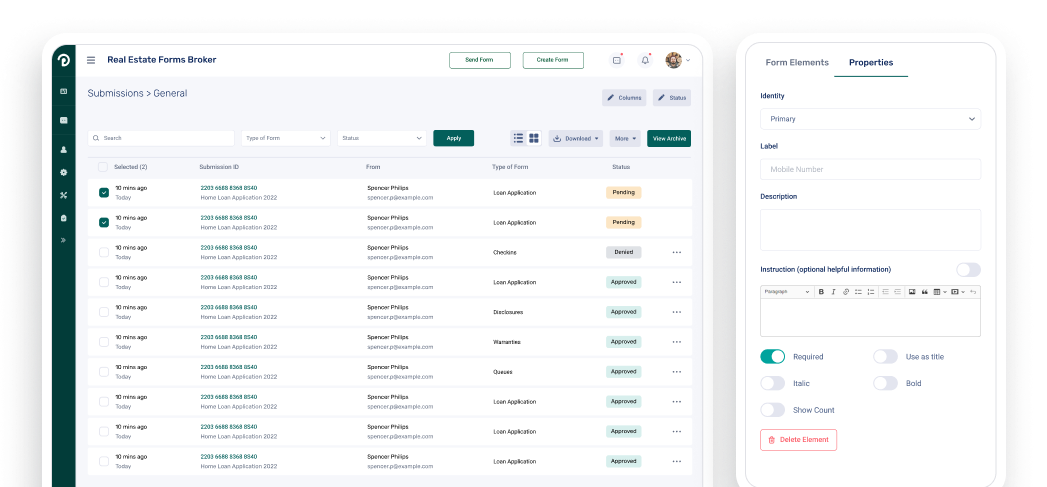 Real Estate Forms Broker
Send Form
Create Form
Submissions > General
Columns
Status
Search
Type of Form
Status
Apply
Download
More
View Archive
Selected (2) Submission ID From Type of Form Status
10 mins ago 2203 6688 8368 8540 Spencer Philips Loan Application Pending
Today Home Loan Application 2022 spencer.p@example.com
10 mins ago 2203 6688 8368 8540 Spencer Philips Loan Application Pending
Today Home Loan Application 2022 spencer.p@example.com
10 mins ago 2203 6688 8368 8540 Spencer Philips Checkins Denied
Today Home Loan Application 2022 spencer.p@example.com
10 mins ago 2203 6688 8368 8540 Spencer Philips Loan Application Approved
Today Home Loan Application 2022 spencer.p@example.com
10 mins ago 2203 6688 8368 8540 Spencer Philips Disclosures Approved
Today Home Loan Application 2022 spencer.p@example.com
10 mins ago 2203 6688 8368 8540 Spencer Philips Warranties Approved
Today Home Loan Application 2022 spencer.p@example.com
10 mins ago 2203 6688 8368 8540 Spencer Philips Queues Approved
Today Home Loan Application 2022 spencer.p@example.com
10 mins ago 2203 6688 8368 8540 Spencer Philips Loan Application Approved
Today Home Loan Application 2022 spencer.p@example.com
10 mins ago 2203 6688 8368 8540 Spencer Philips Loan Application Approved
Today Home Loan Application 2022 spencer.p@example.com
10 mins ago 2203 6688 8368 8540 Spencer Philips Loan Application Approved
Today Home Loan Application 2022 spencer.p@example.com
Form Elements Properties
Identity
Primary
Label
Mobile Number
Description
Instruction (optional helpful information)
Paragraph B I
Required Use as title
Italic Bold
Show Count
Delete Element